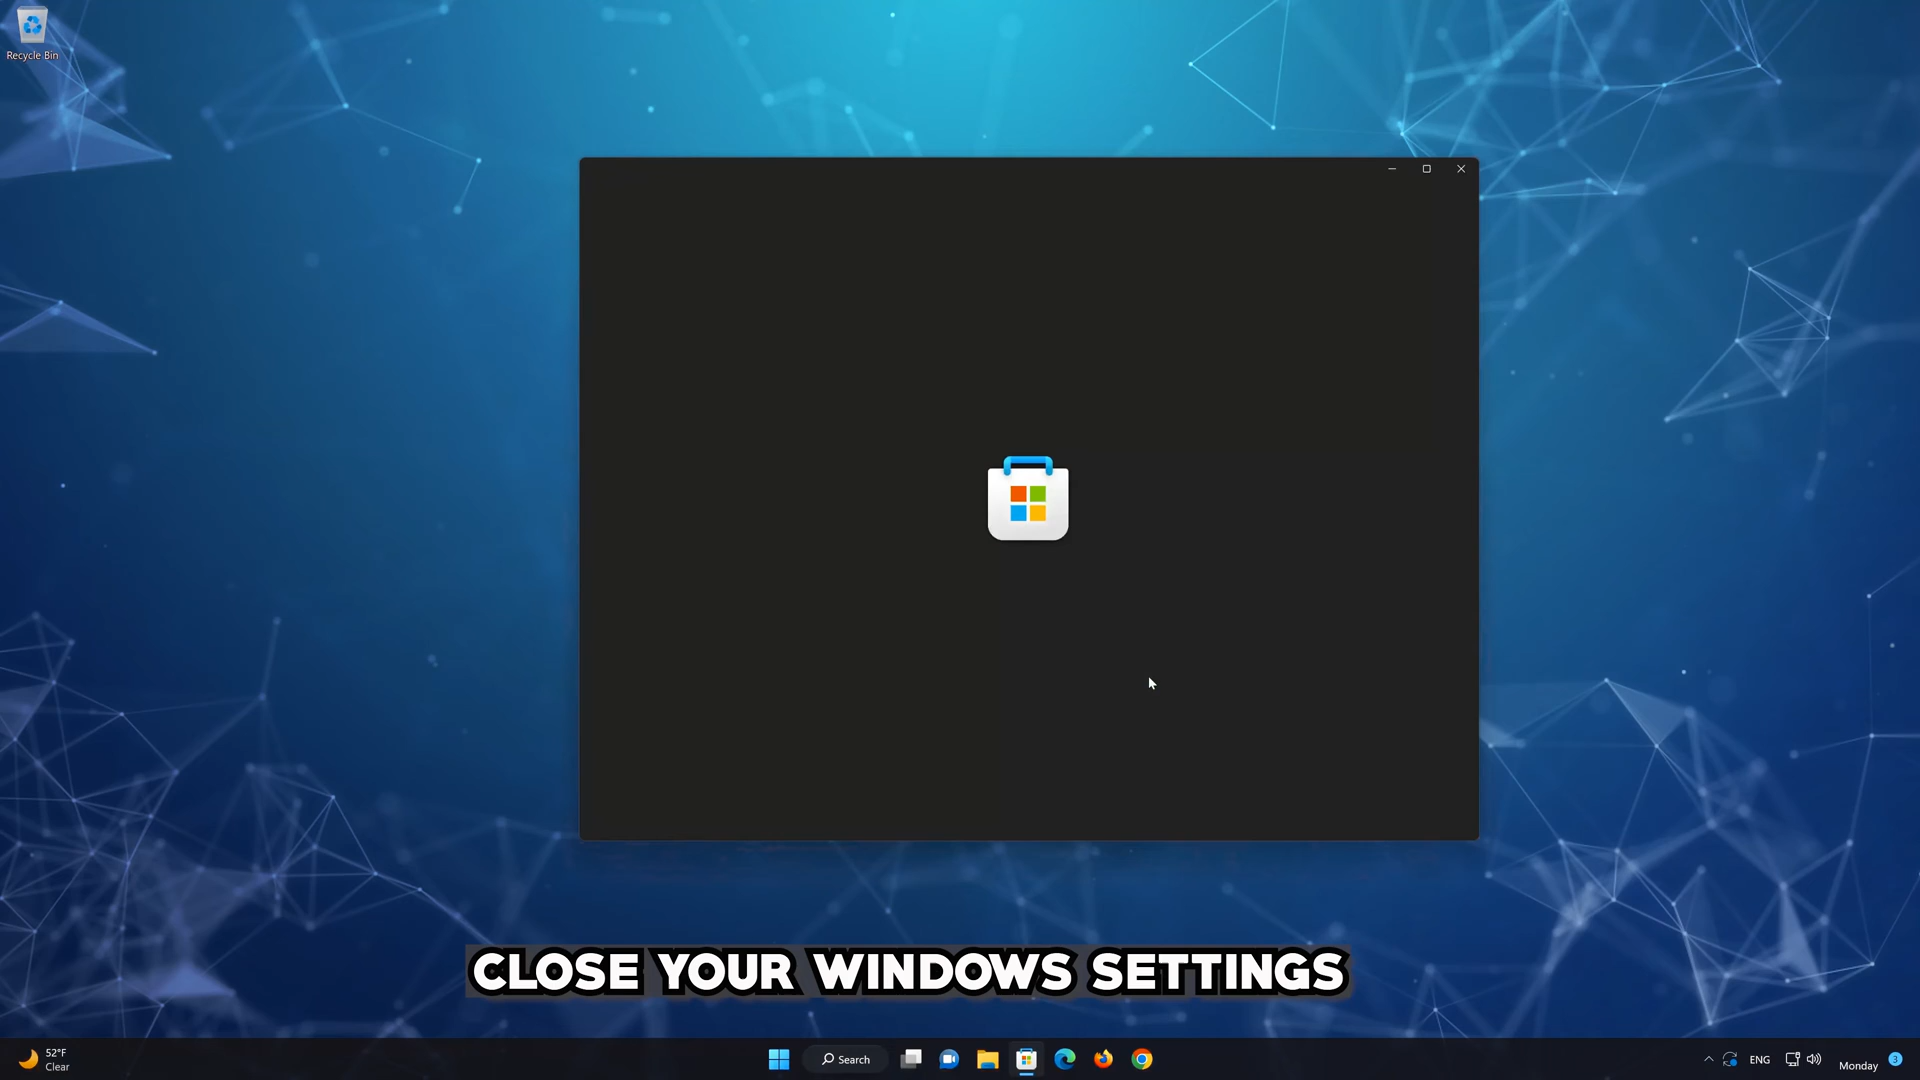 Recycle Bin
CLOSE YOUR WINDOWS SETTINGS
52°F
Clear
Search
ENG
Monday
3